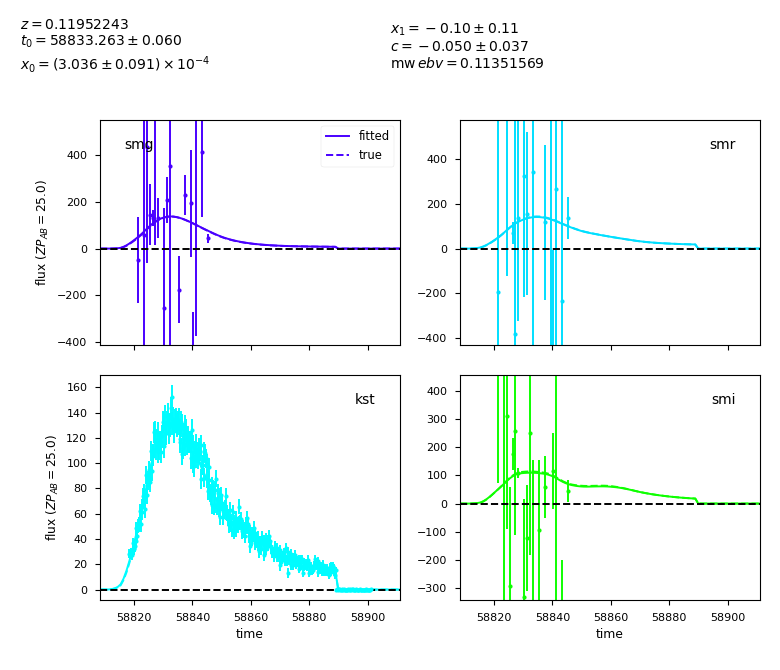 z = 0.11952243
t₀ = 58833.263 ± 0.060
x₀ = (3.036 ± 0.091) × 10⁻⁴
x₁ = −0.10 ± 0.11
c = −0.050 ± 0.037
mw ebv = 0.11351569
smg
fitted
true
400
200
0
−200
−400
flux (ZP_AB = 25.0)
smr
400
200
0
−200
−400
kst
160
140
120
100
80
60
40
20
0
flux (ZP_AB = 25.0)
58820 58840 58860 58880 58900
time
smi
400
300
200
100
0
−100
−200
−300
58820 58840 58860 58880 58900
time